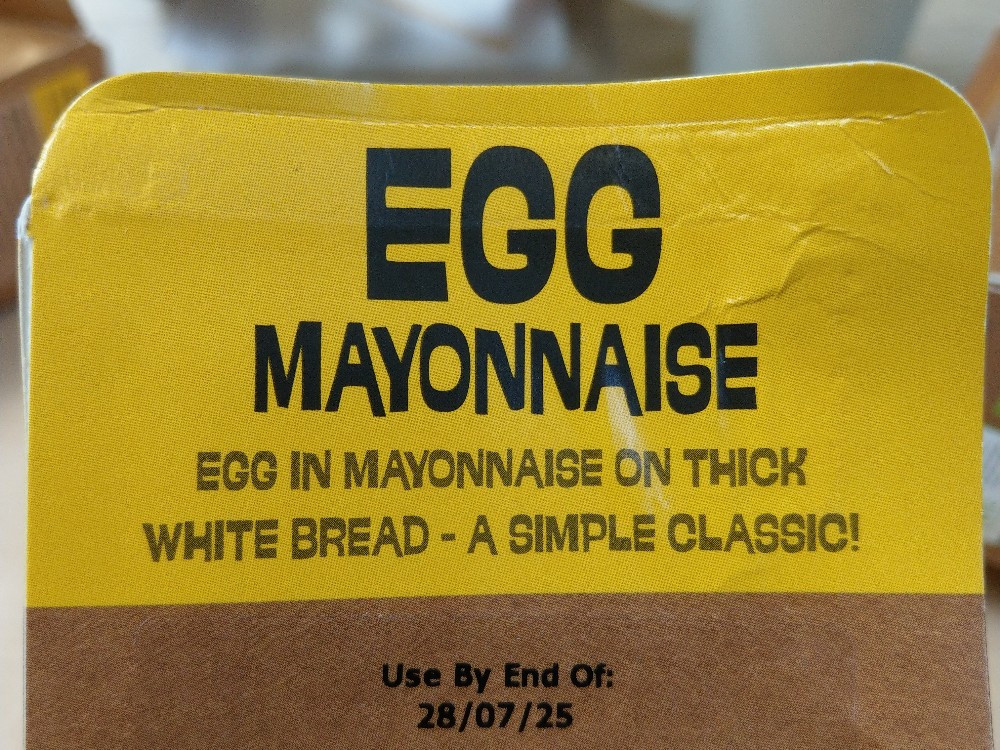 EGG
MAYONNAISE
EGG IN MAYONNAISE ON THICK
WHITE BREAD - A SIMPLE CLASSIC!
Use By End Of:
28/07/25